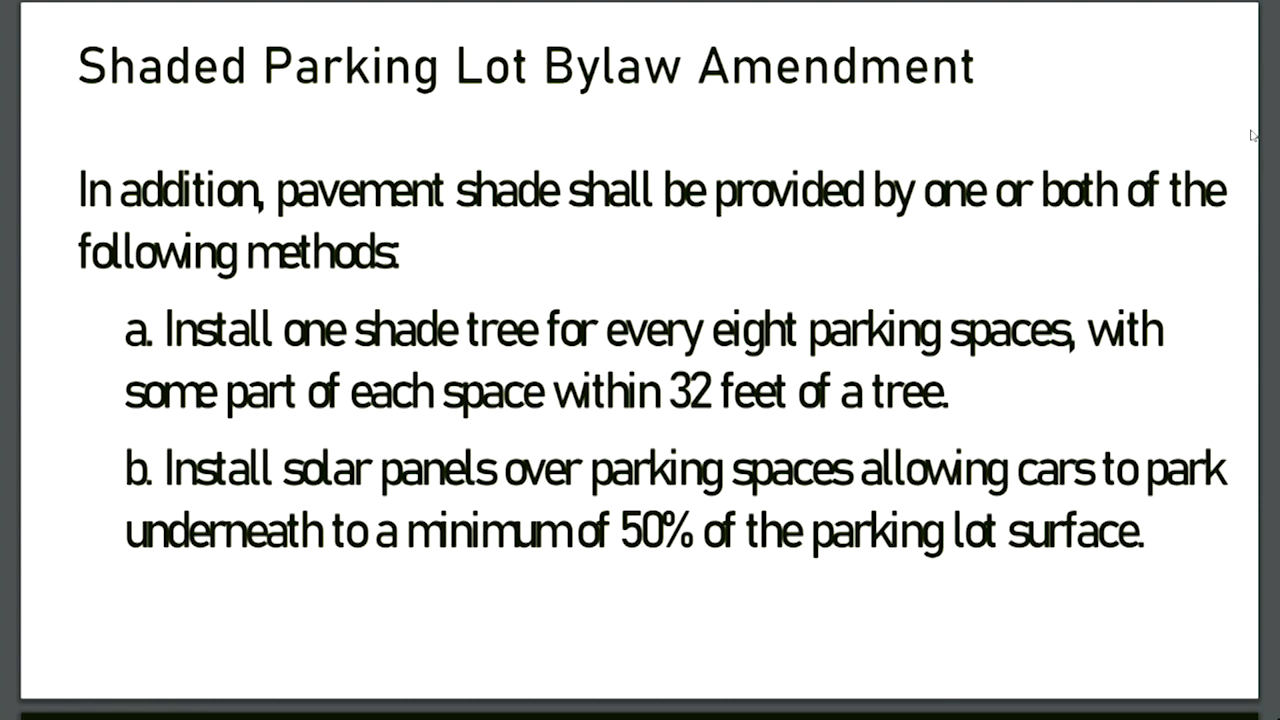 Shaded Parking Lot Bylaw Amendment
In addition, pavement shade shall be provided by one or both of the
following methods:
a. Install one shade tree for every eight parking spaces, with
some part of each space within 32 feet of a tree.
b. Install solar panels over parking spaces allowing cars to park
underneath to a minimum of 50% of the parking lot surface.